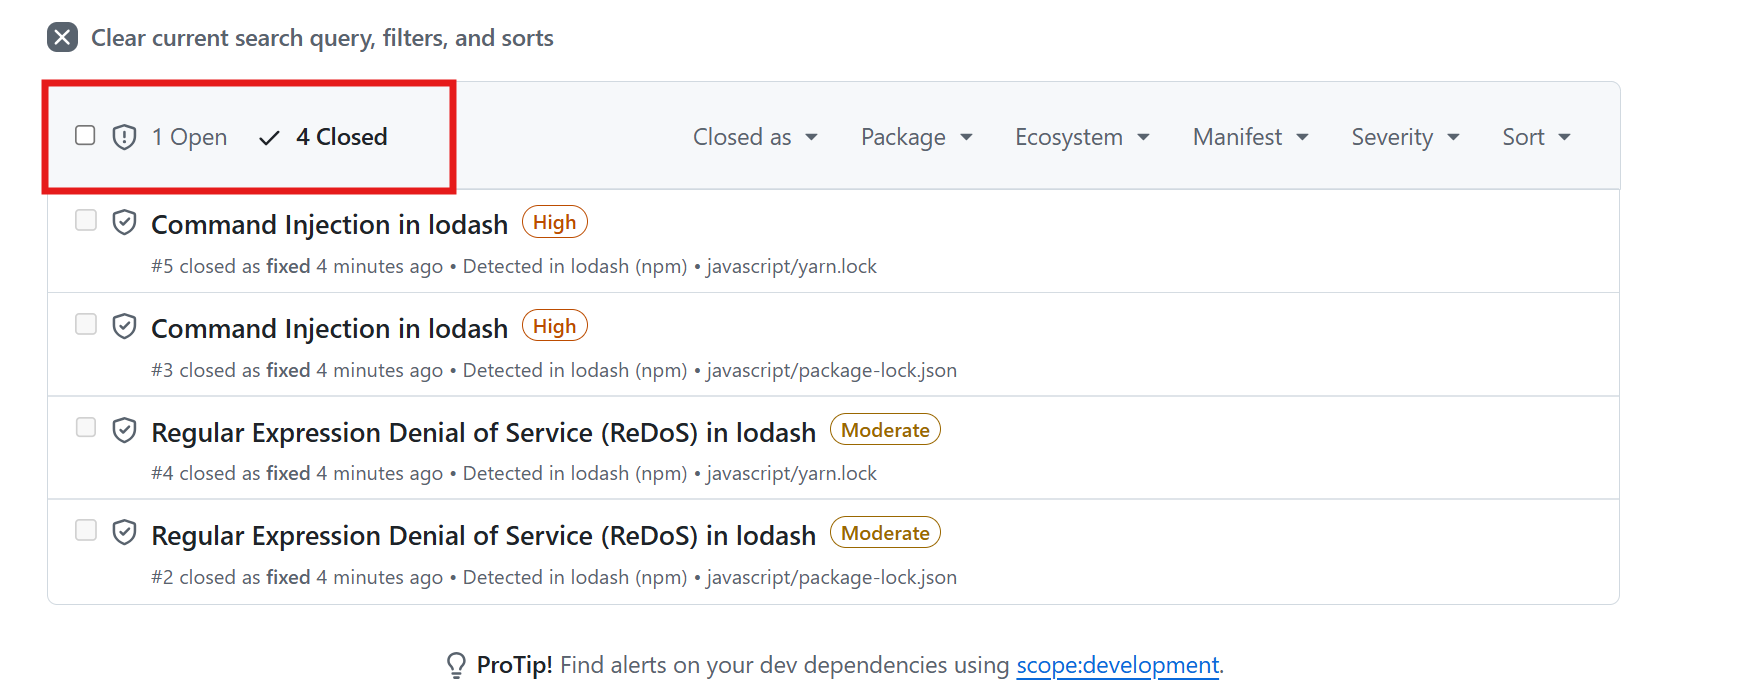 Clear current search query, filters, and sorts
1 Open 4 Closed Closed as Package Ecosystem Manifest Severity Sort
Command Injection in lodash High
#5 closed as fixed 4 minutes ago • Detected in lodash (npm) • javascript/yarn.lock
Command Injection in lodash High
#3 closed as fixed 4 minutes ago • Detected in lodash (npm) • javascript/package-lock.json
Regular Expression Denial of Service (ReDoS) in lodash Moderate
#4 closed as fixed 4 minutes ago • Detected in lodash (npm) • javascript/yarn.lock
Regular Expression Denial of Service (ReDoS) in lodash Moderate
#2 closed as fixed 4 minutes ago • Detected in lodash (npm) • javascript/package-lock.json
ProTip! Find alerts on your dev dependencies using scope:development.